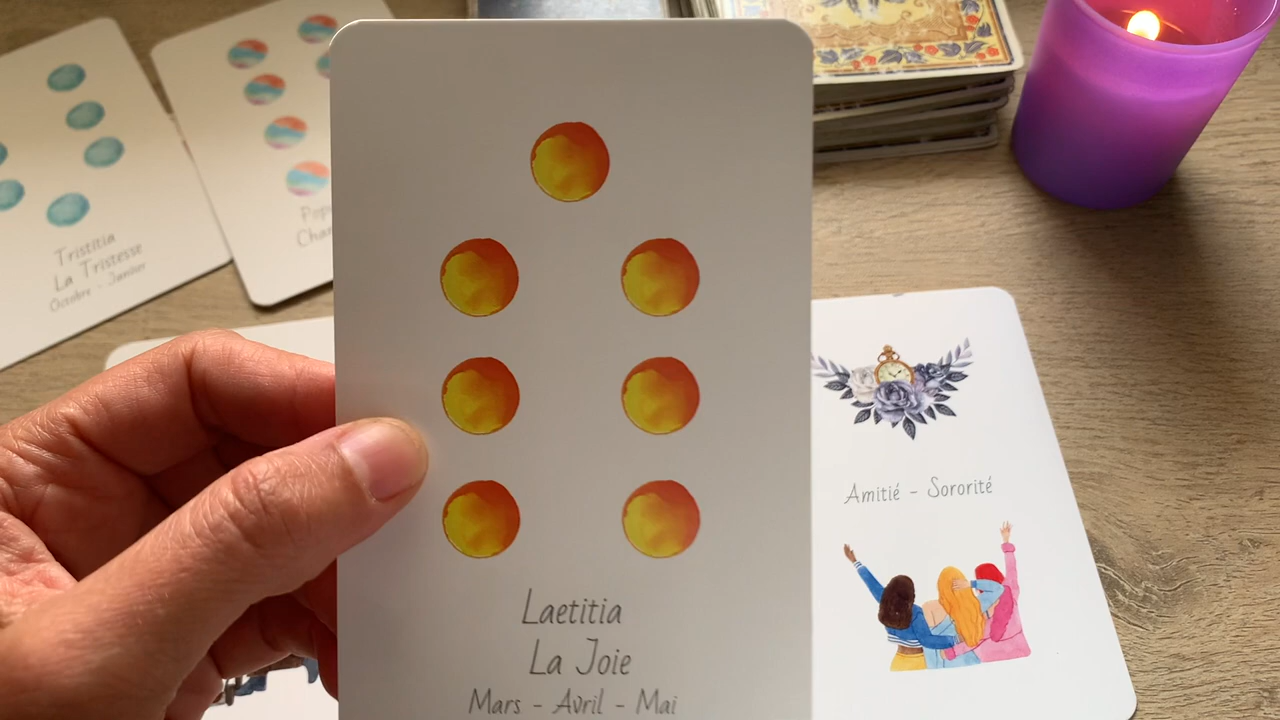 Tristitia
La Tristesse
Octobre - Janvier
Laetitia
La Joie
Mars - Avril - Mai
Amitié - Sororité